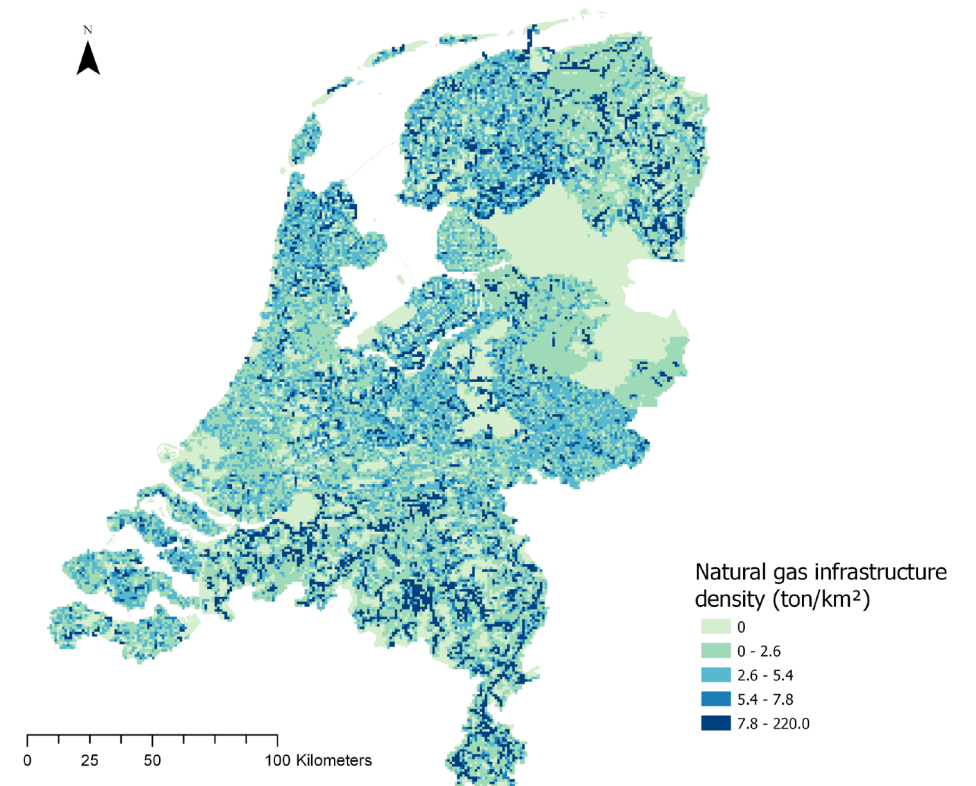 N
Natural gas infrastructure
density (ton/km²)
0
0 - 2.6
2.6 - 5.4
5.4 - 7.8
7.8 - 220.0
0 25 50 100 Kilometers